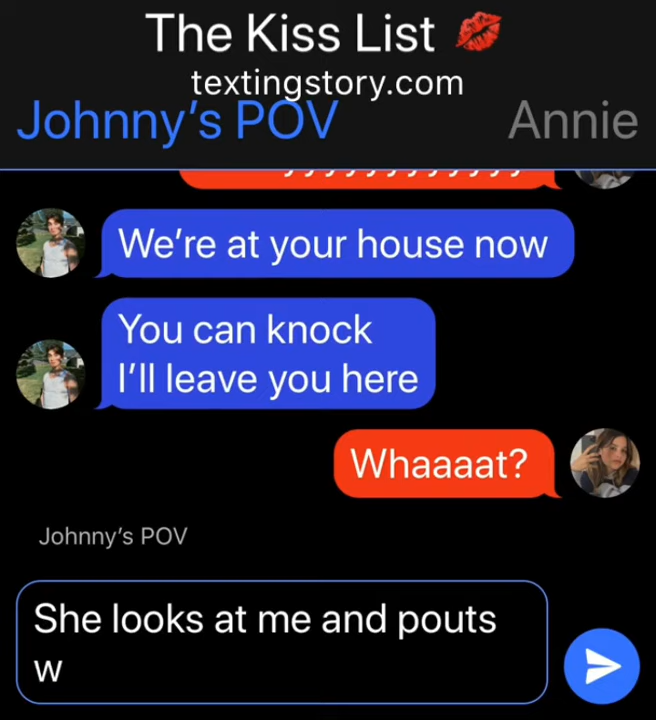 The Kiss List 💋
textingstory.com
Johnny’s POV
Annie
We’re at your house now
You can knock
I’ll leave you here
Whaaaat?
Johnny’s POV
She looks at me and pouts
w